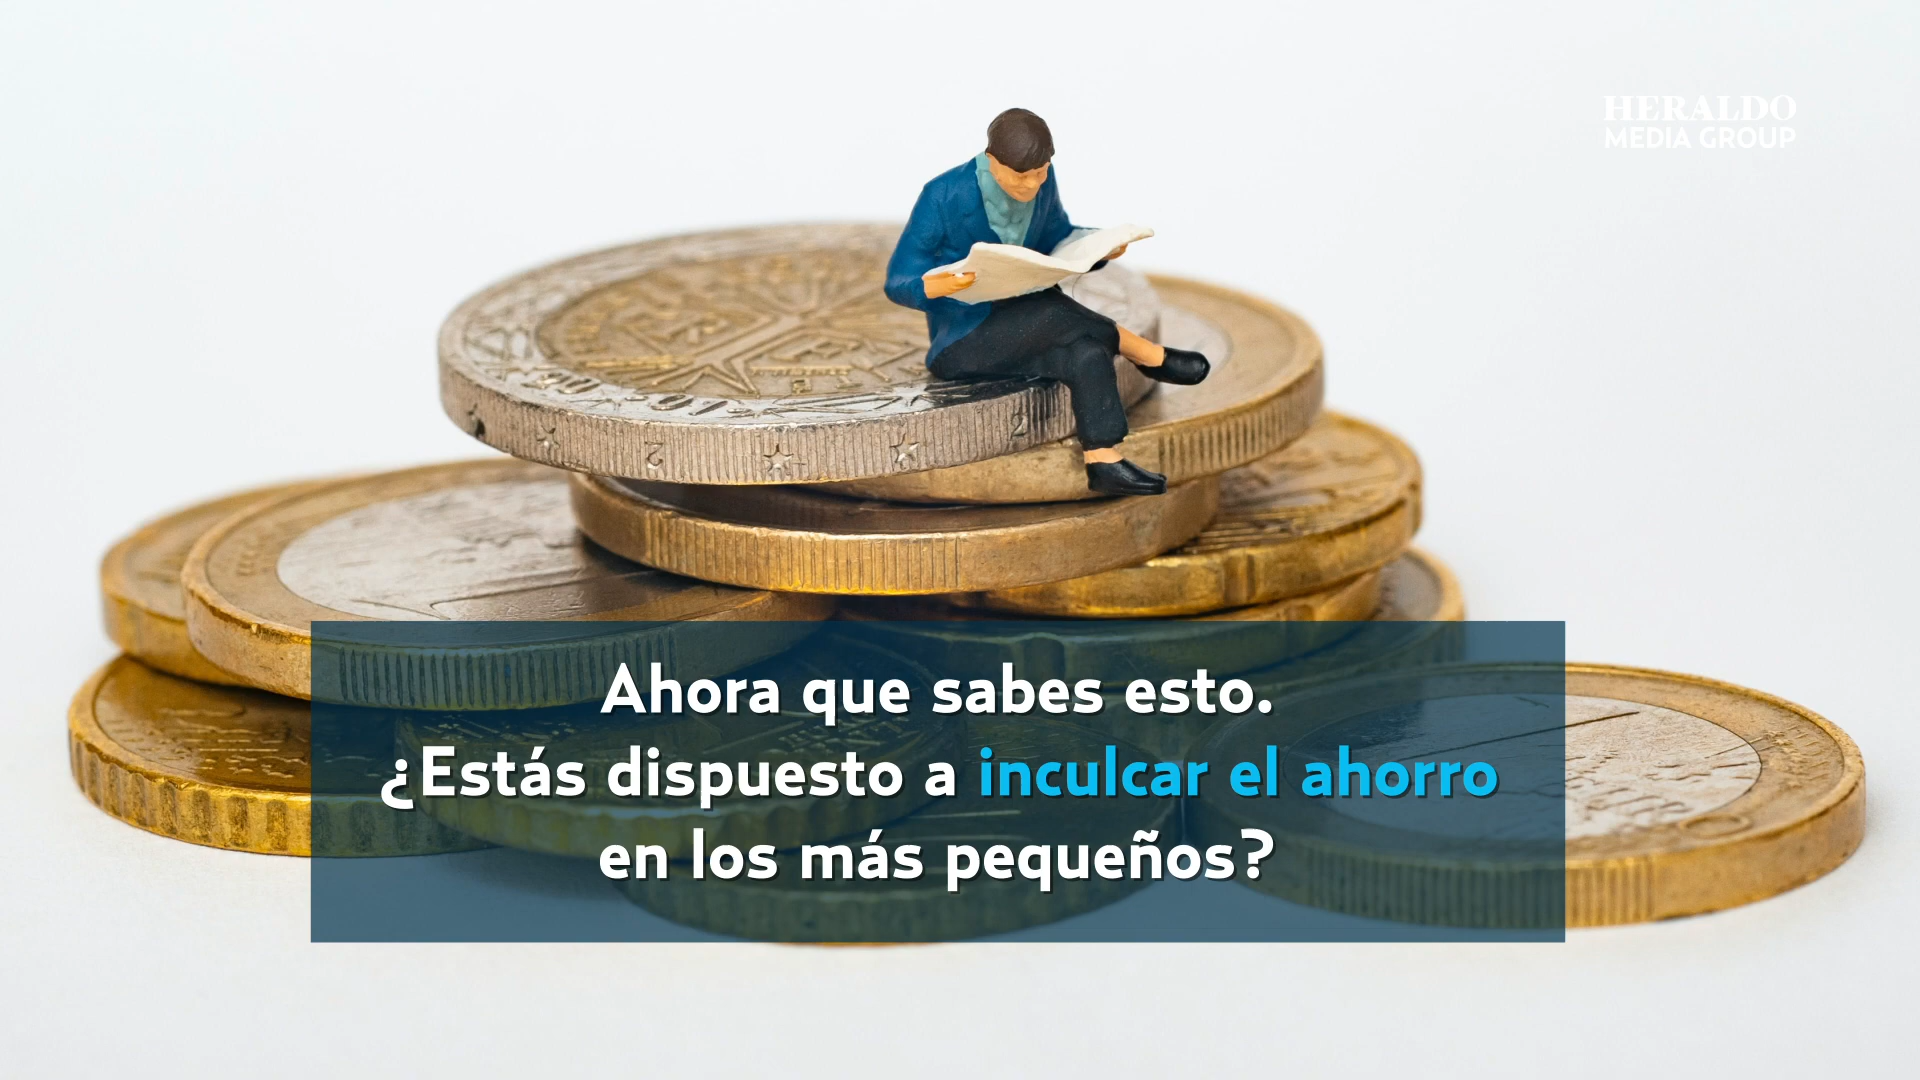 HERALDO
MEDIA GROUP
Ahora que sabes esto.
¿Estás dispuesto a inculcar el ahorro
en los más pequeños?